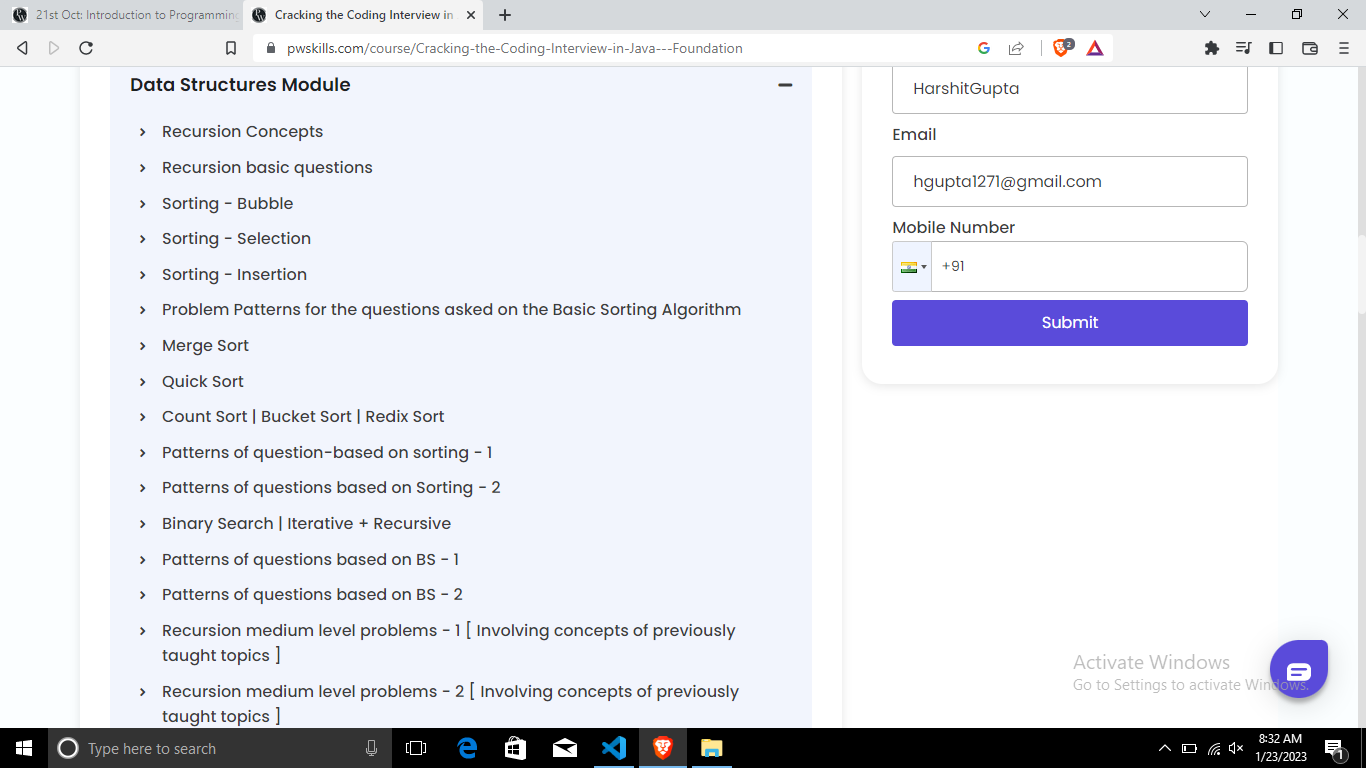 21st Oct: Introduction to Programming
Cracking the Coding Interview in
pwskills.com/course/Cracking-the-Coding-Interview-in-Java---Foundation
2
Data Structures Module
Recursion Concepts
Recursion basic questions
Sorting - Bubble
Sorting - Selection
Sorting - Insertion
Problem Patterns for the questions asked on the Basic Sorting Algorithm
Merge Sort
Quick Sort
Count Sort | Bucket Sort | Redix Sort
Patterns of question-based on sorting - 1
Patterns of questions based on Sorting - 2
Binary Search | Iterative + Recursive
Patterns of questions based on BS - 1
Patterns of questions based on BS - 2
Recursion medium level problems - 1 [ Involving concepts of previously
taught topics ]
Recursion medium level problems - 2 [ Involving concepts of previously
taught topics ]
HarshitGupta
Email
hgupta1271@gmail.com
Mobile Number
+91
Submit
Activate Windows
Go to Settings to activate Windows.
Type here to search
8:32 AM
1/23/2023
1